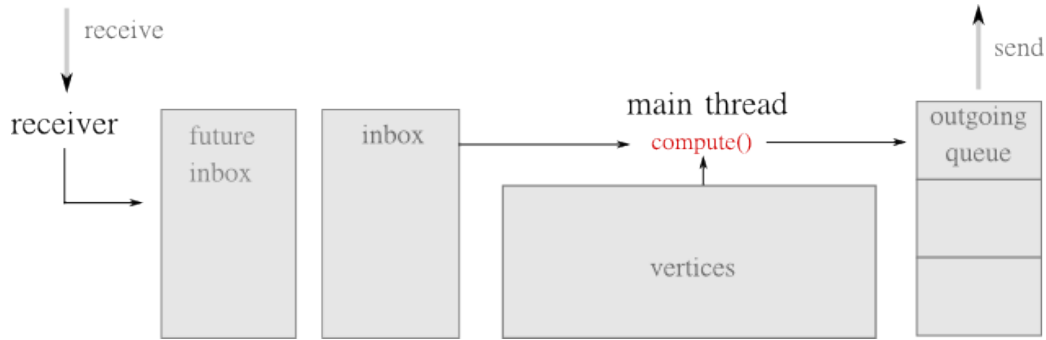 receive
send
receiver
future
inbox
inbox
main thread
compute()
outgoing
queue
vertices